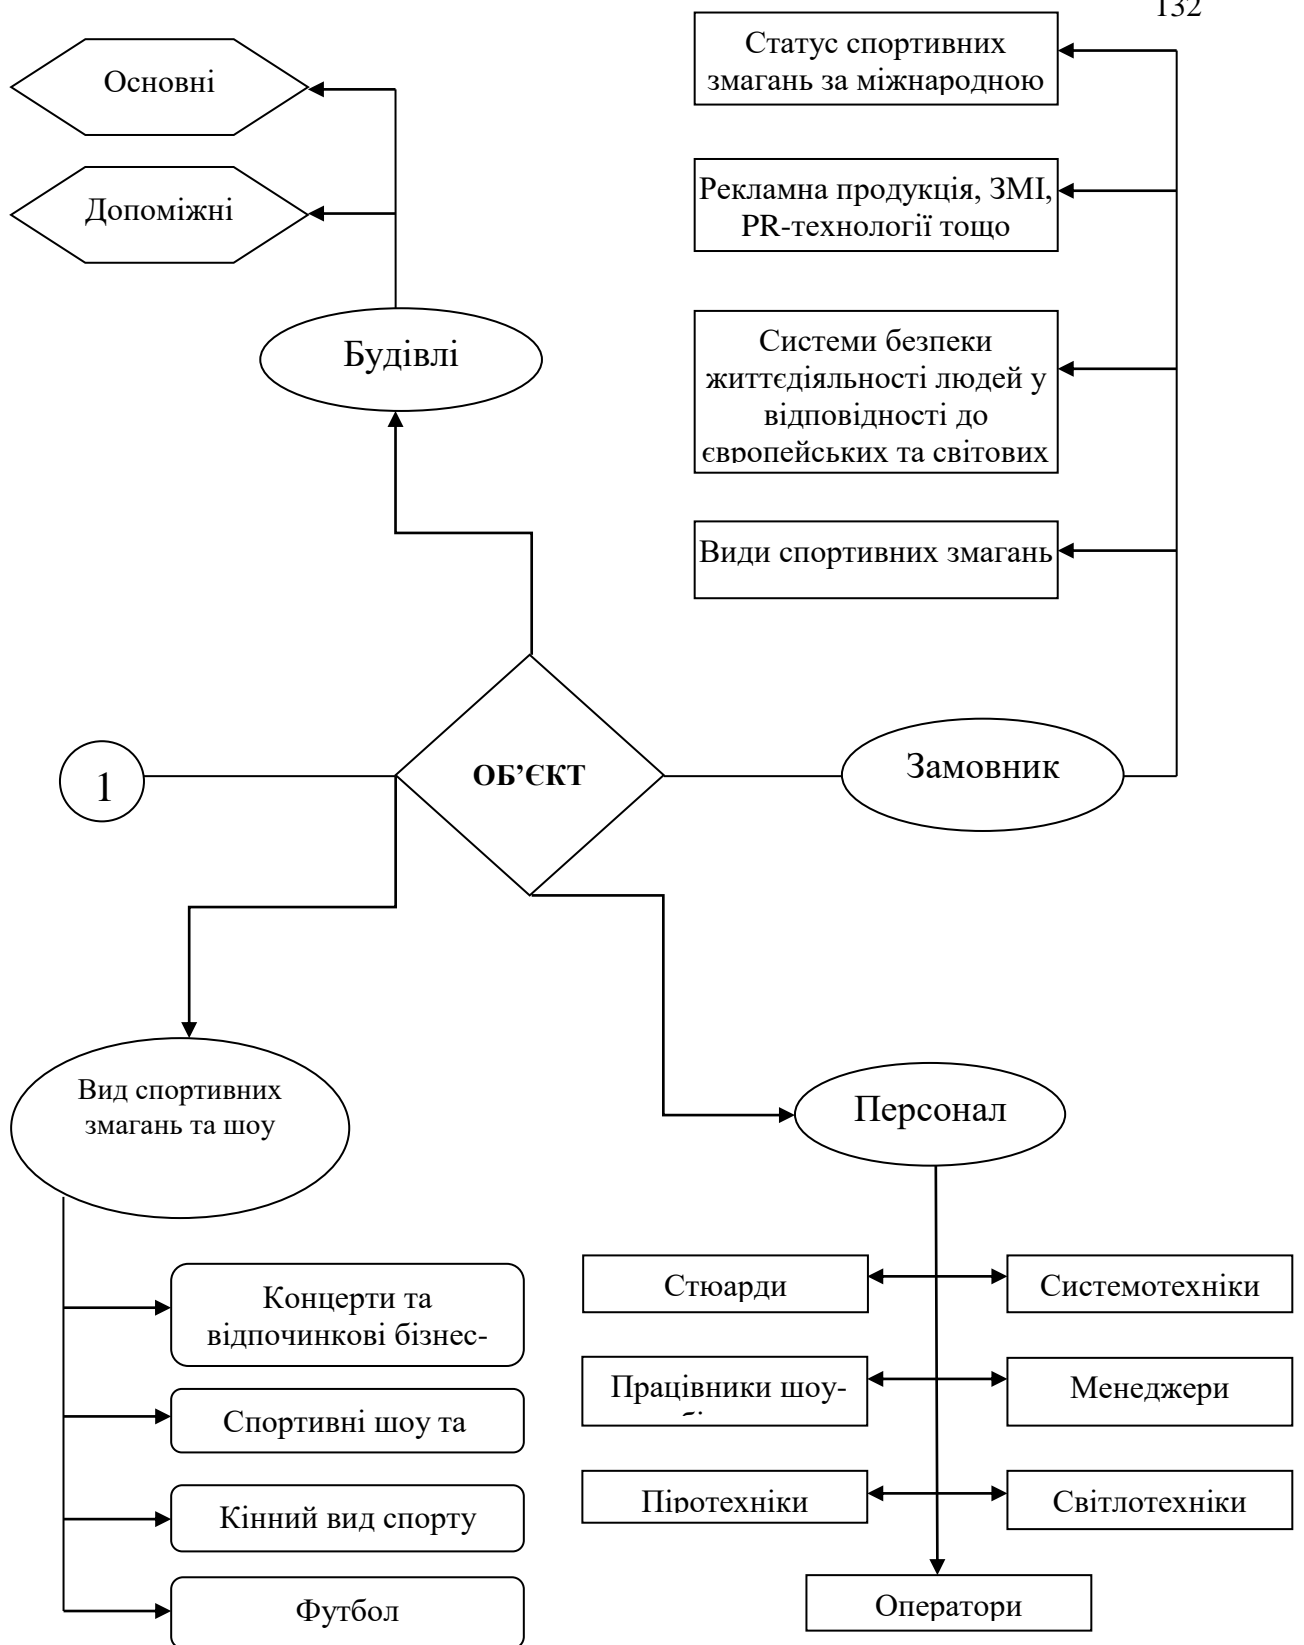 132
Основні
Допоміжні
Будівлі
Статус спортивних
змагань за міжнародною
Рекламна продукція, ЗМІ,
PR-технології тощо
Системи безпеки
життєдіяльності людей у
відповідності до
європейських та світових
Види спортивних змагань
1
ОБ’ЄКТ
Замовник
Вид спортивних
змагань та шоу
Концерти та
відпочинкові бізнес-
Спортивні шоу та
Кінний вид спорту
Футбол
Персонал
Стюарди
Системотехніки
Працівники шоу-
Менеджери
Піротехніки
Світлотехніки
Оператори